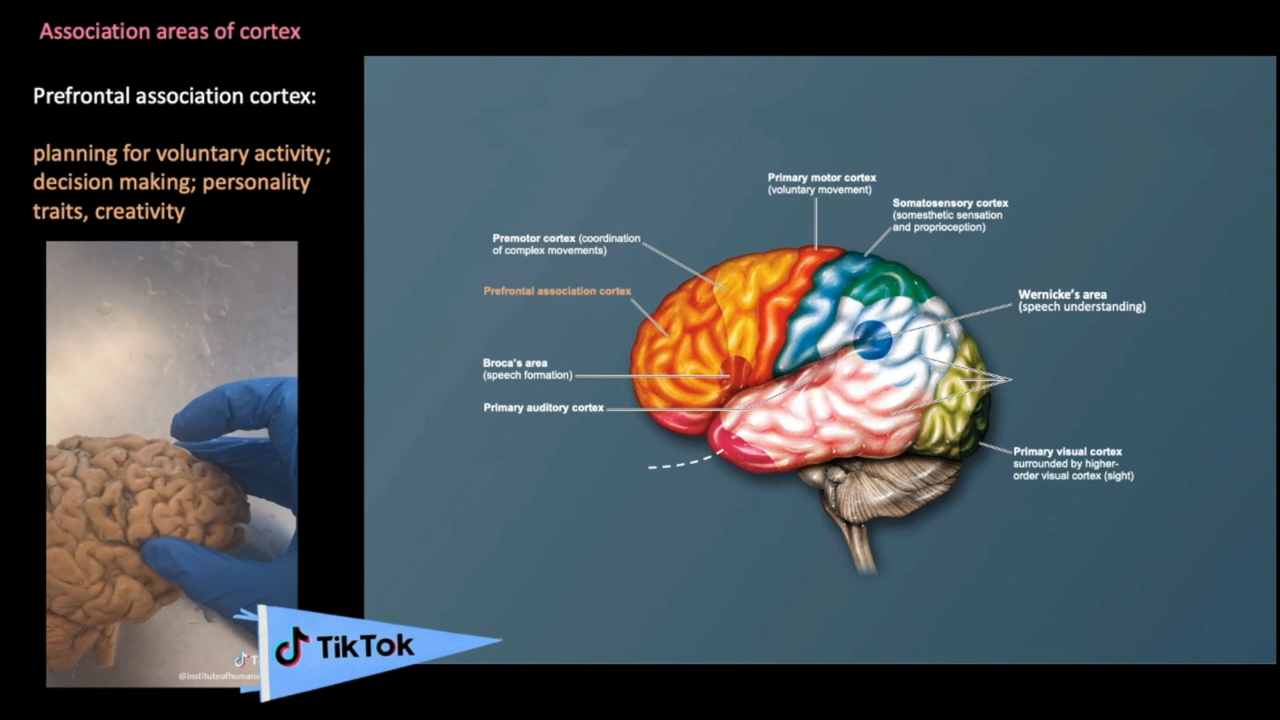 Association areas of cortex
Prefrontal association cortex:
planning for voluntary activity;
decision making; personality
traits, creativity
Primary motor cortex
(voluntary movement)
Somatosensory cortex
(somesthetic sensation
and proprioception)
Premotor cortex (coordination
of complex movements)
Prefrontal association cortex
Wernicke's area
(speech understanding)
Broca's area
(speech formation)
Primary auditory cortex
Primary visual cortex
surrounded by higher-
order visual cortex (sight)
TikTok